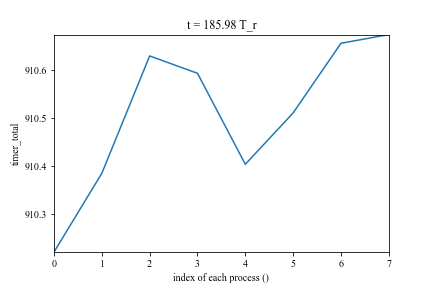 t = 185.98 T_r
timer_total
910.6
910.5
910.4
910.3
0 1 2 3 4 5 6 7
index of each process ()